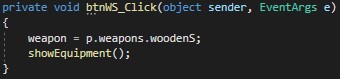 private void btnWS_Click(object sender, EventArgs e)
{
    weapon = p.weapons.woodenS;
    showEquipment();
}